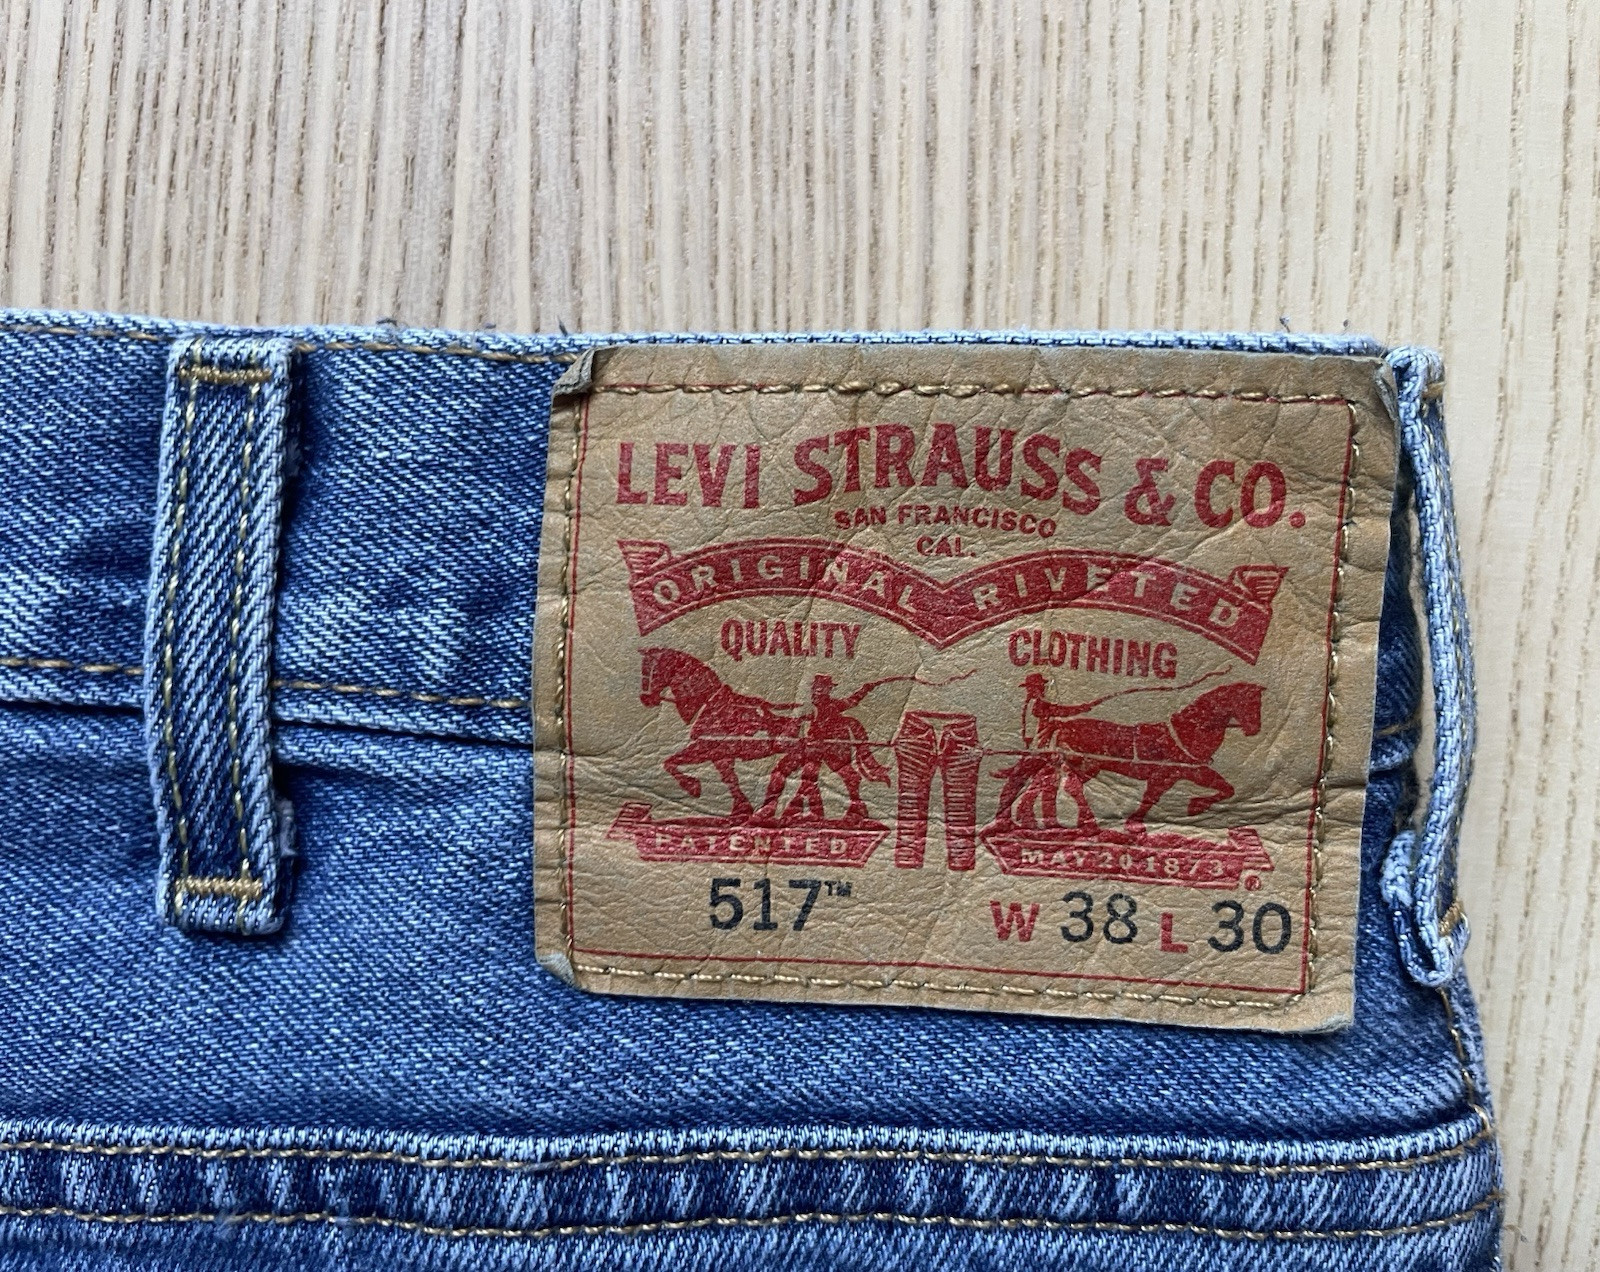 LEVI STRAUSS & CO.
SAN FRANCISCO
CAL.
ORIGINAL RIVETED
QUALITY CLOTHING
PATENTED MAY 20 1873 ®
517™ W 38 L 30